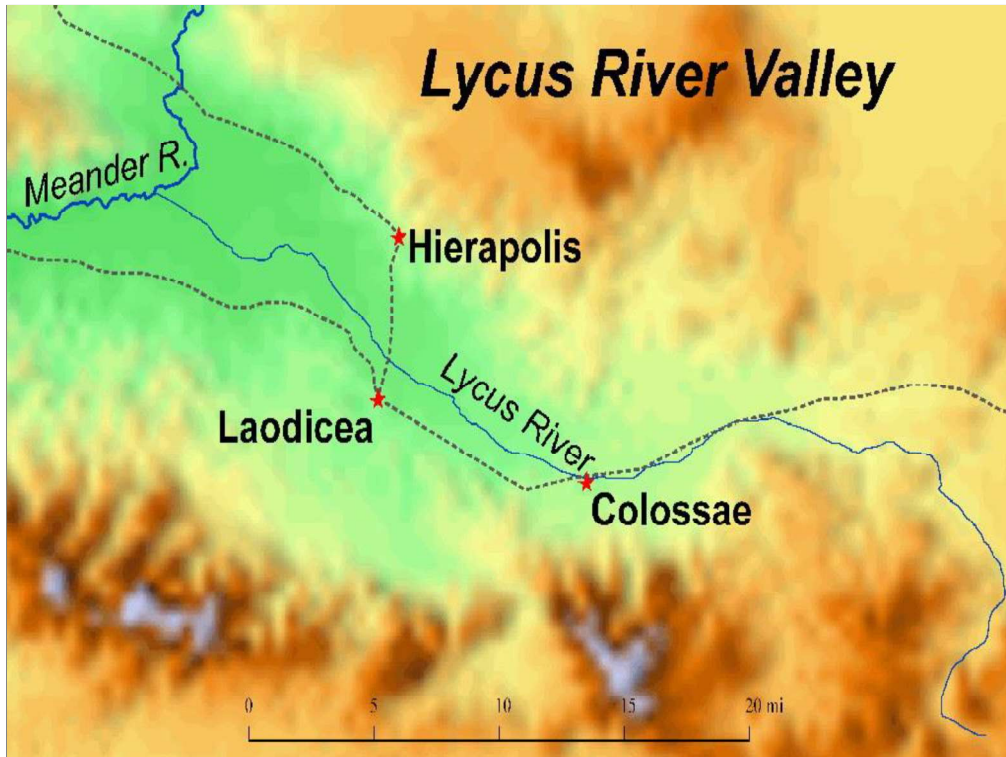 Lycus River Valley
Meander R.
Hierapolis
Lycus River
Laodicea
Colossae
0 5 10 15 20 mi